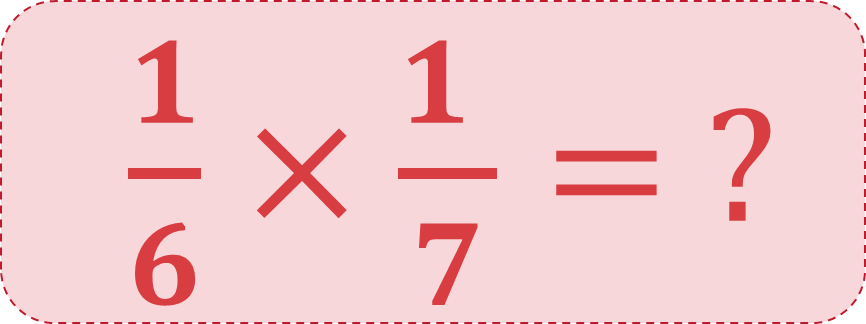 1/6 × 1/7 = ?